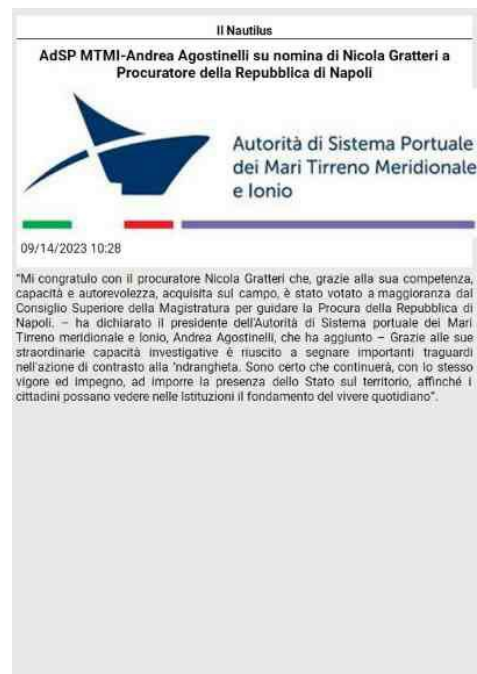 Il Nautilus
AdSP MTMI-Andrea Agostinelli su nomina di Nicola Gratteri a
Procuratore della Repubblica di Napoli
Autorità di Sistema Portuale
dei Mari Tirreno Meridionale
e Ionio
09/14/2023 10:28
"Mi congratulo con il procuratore Nicola Gratteri che, grazie alla sua competenza,
capacità e autorevolezza, acquisita sul campo, è stato votato a maggioranza dal
Consiglio Superiore della Magistratura per guidare la Procura della Repubblica di
Napoli. – ha dichiarato il presidente dell'Autorità di Sistema portuale dei Mari
Tirreno meridionale e Ionio, Andrea Agostinelli, che ha aggiunto – Grazie alle sue
straordinarie capacità investigative è riuscito a segnare importanti traguardi
nell'azione di contrasto alla 'ndrangheta. Sono certo che continuerà, con lo stesso
vigore ed impegno, ad imporre la presenza dello Stato sul territorio, affinché i
cittadini possano vedere nelle Istituzioni il fondamento del vivere quotidiano".